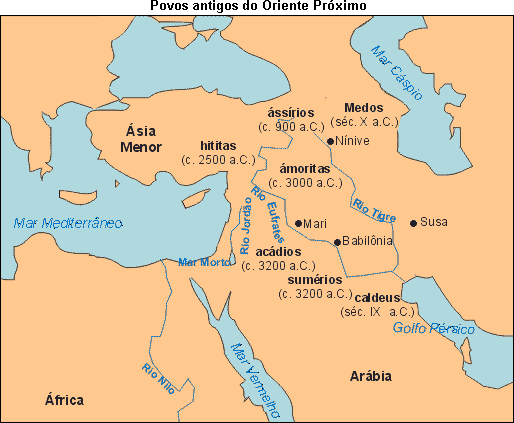 Povos antigos do Oriente Próximo
Mar Cáspio
ássírios
(c. 900 a.C.)
Medos
(séc. X a.C.)
Nínive
Ásia
Menor
hititas
(c. 2500 a.C.)
ámoritas
(c. 3000 a.C.)
Mar Mediterrâneo
Rio Jordão
Rio
Eufrates
Rio Tigre
Mari
Susa
Babilônia
Mar Morto
acádios
(c. 3200 a.C.)
sumérios
(c. 3200 a.C.)
caldeus
(séc. IX a.C.)
Golfo Pérsico
Rio Nilo
Mar Vermelho
Arábia
África